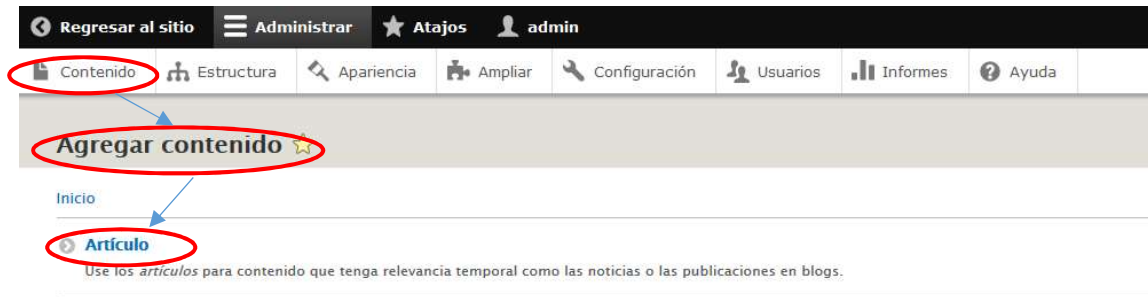 Regresar al sitio Administrar Atajos admin
Contenido Estructura Apariencia Ampliar Configuración Usuarios Informes Ayuda
Agregar contenido
Inicio
Artículo
Use los artículos para contenido que tenga relevancia temporal como las noticias o las publicaciones en blogs.